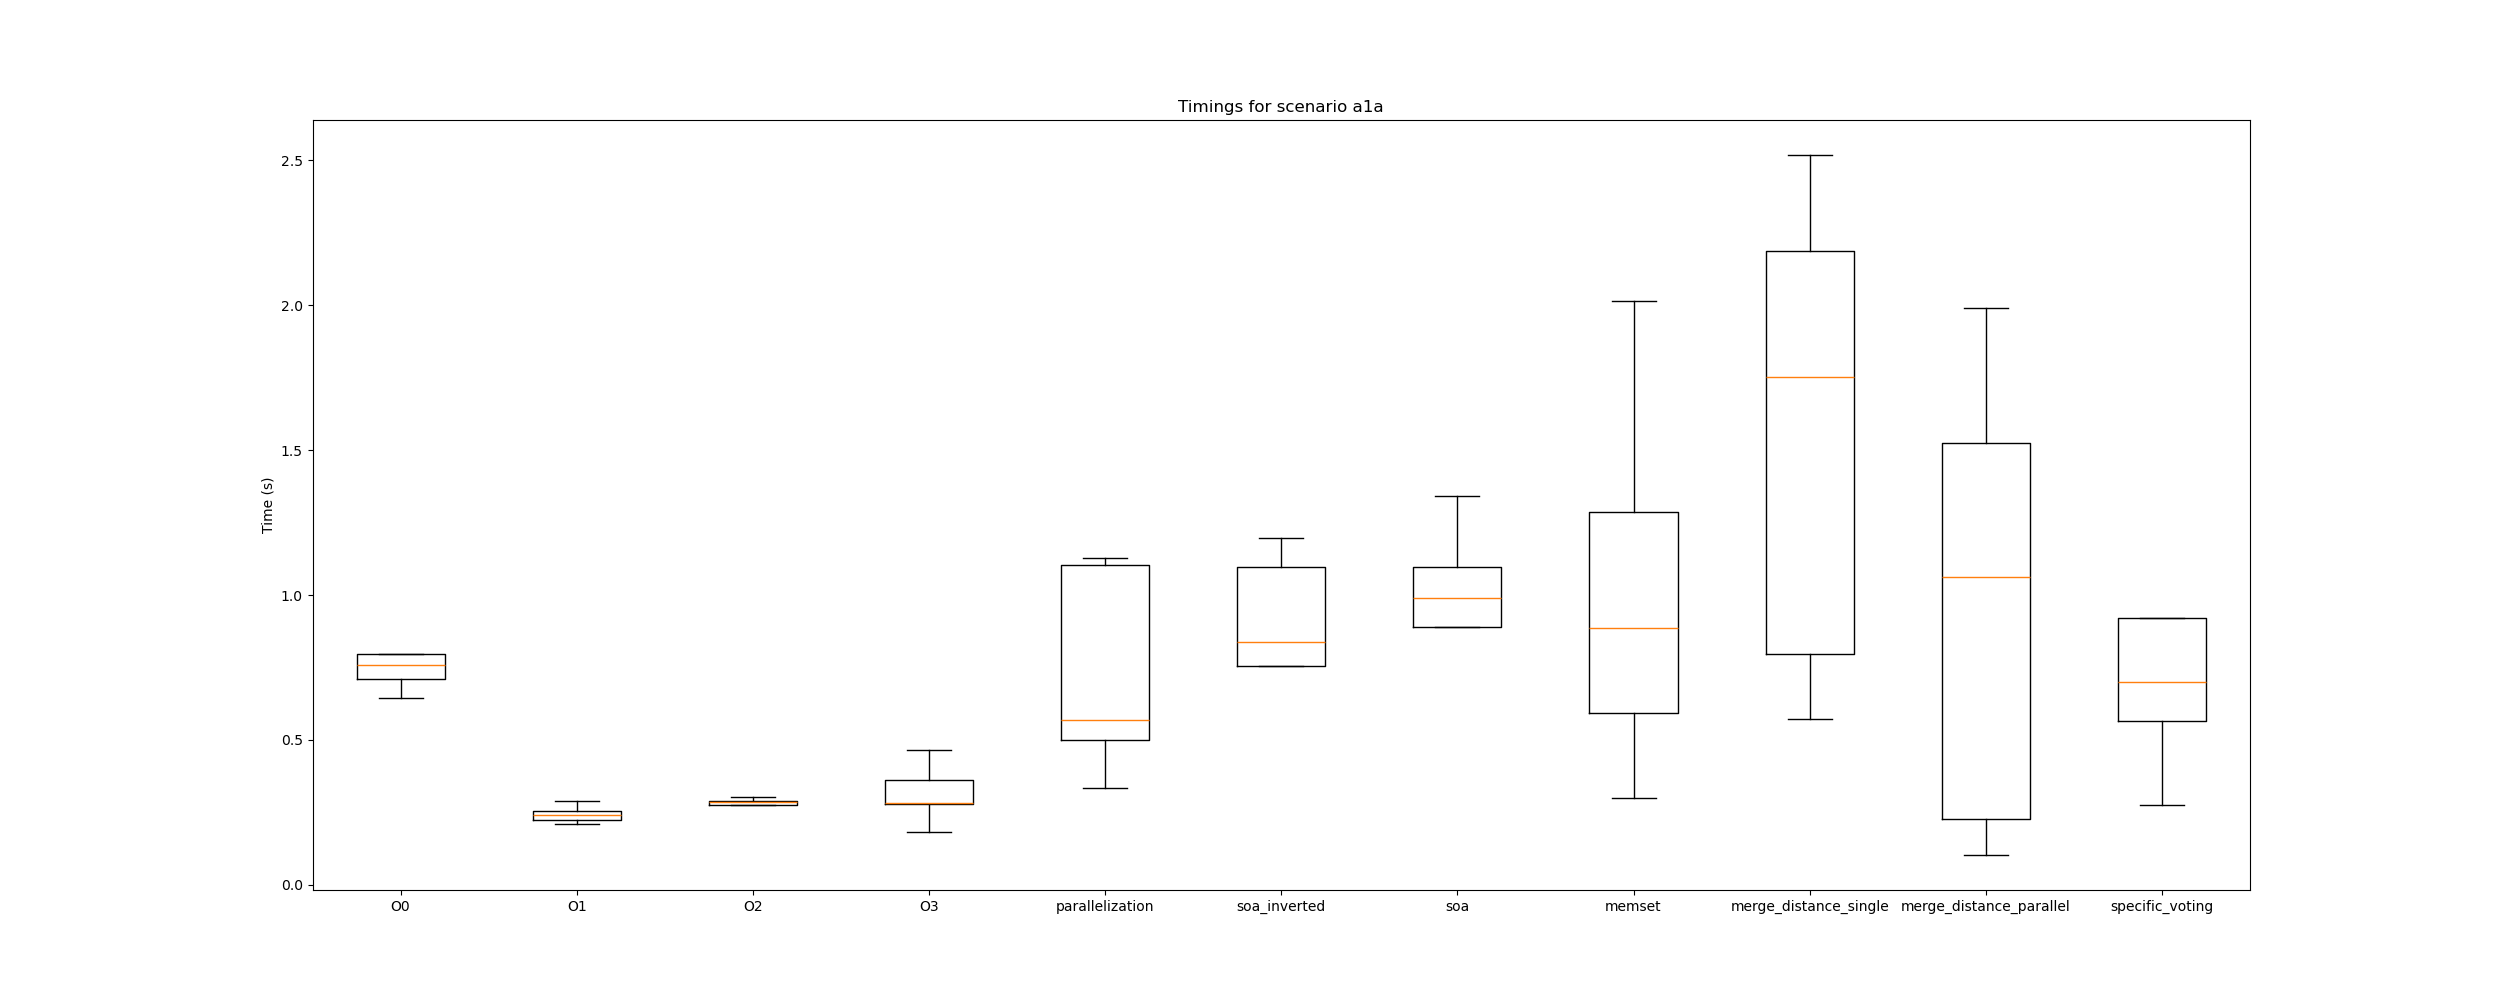 Timings for scenario a1a
2.5
2.0
1.5
Time (s)
1.0
0.5
0.0
O0 O1 O2 O3 parallelization soa_inverted soa memset merge_distance_single merge_distance_parallel specific_voting